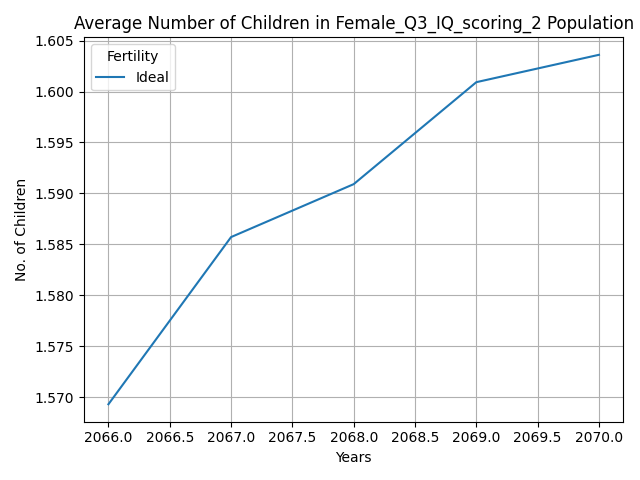 Average Number of Children in Female_Q3_IQ_scoring_2 Population
Fertility
Ideal
No. of Children
1.605
1.600
1.595
1.590
1.585
1.580
1.575
1.570
2066.0 2066.5 2067.0 2067.5 2068.0 2068.5 2069.0 2069.5 2070.0
Years